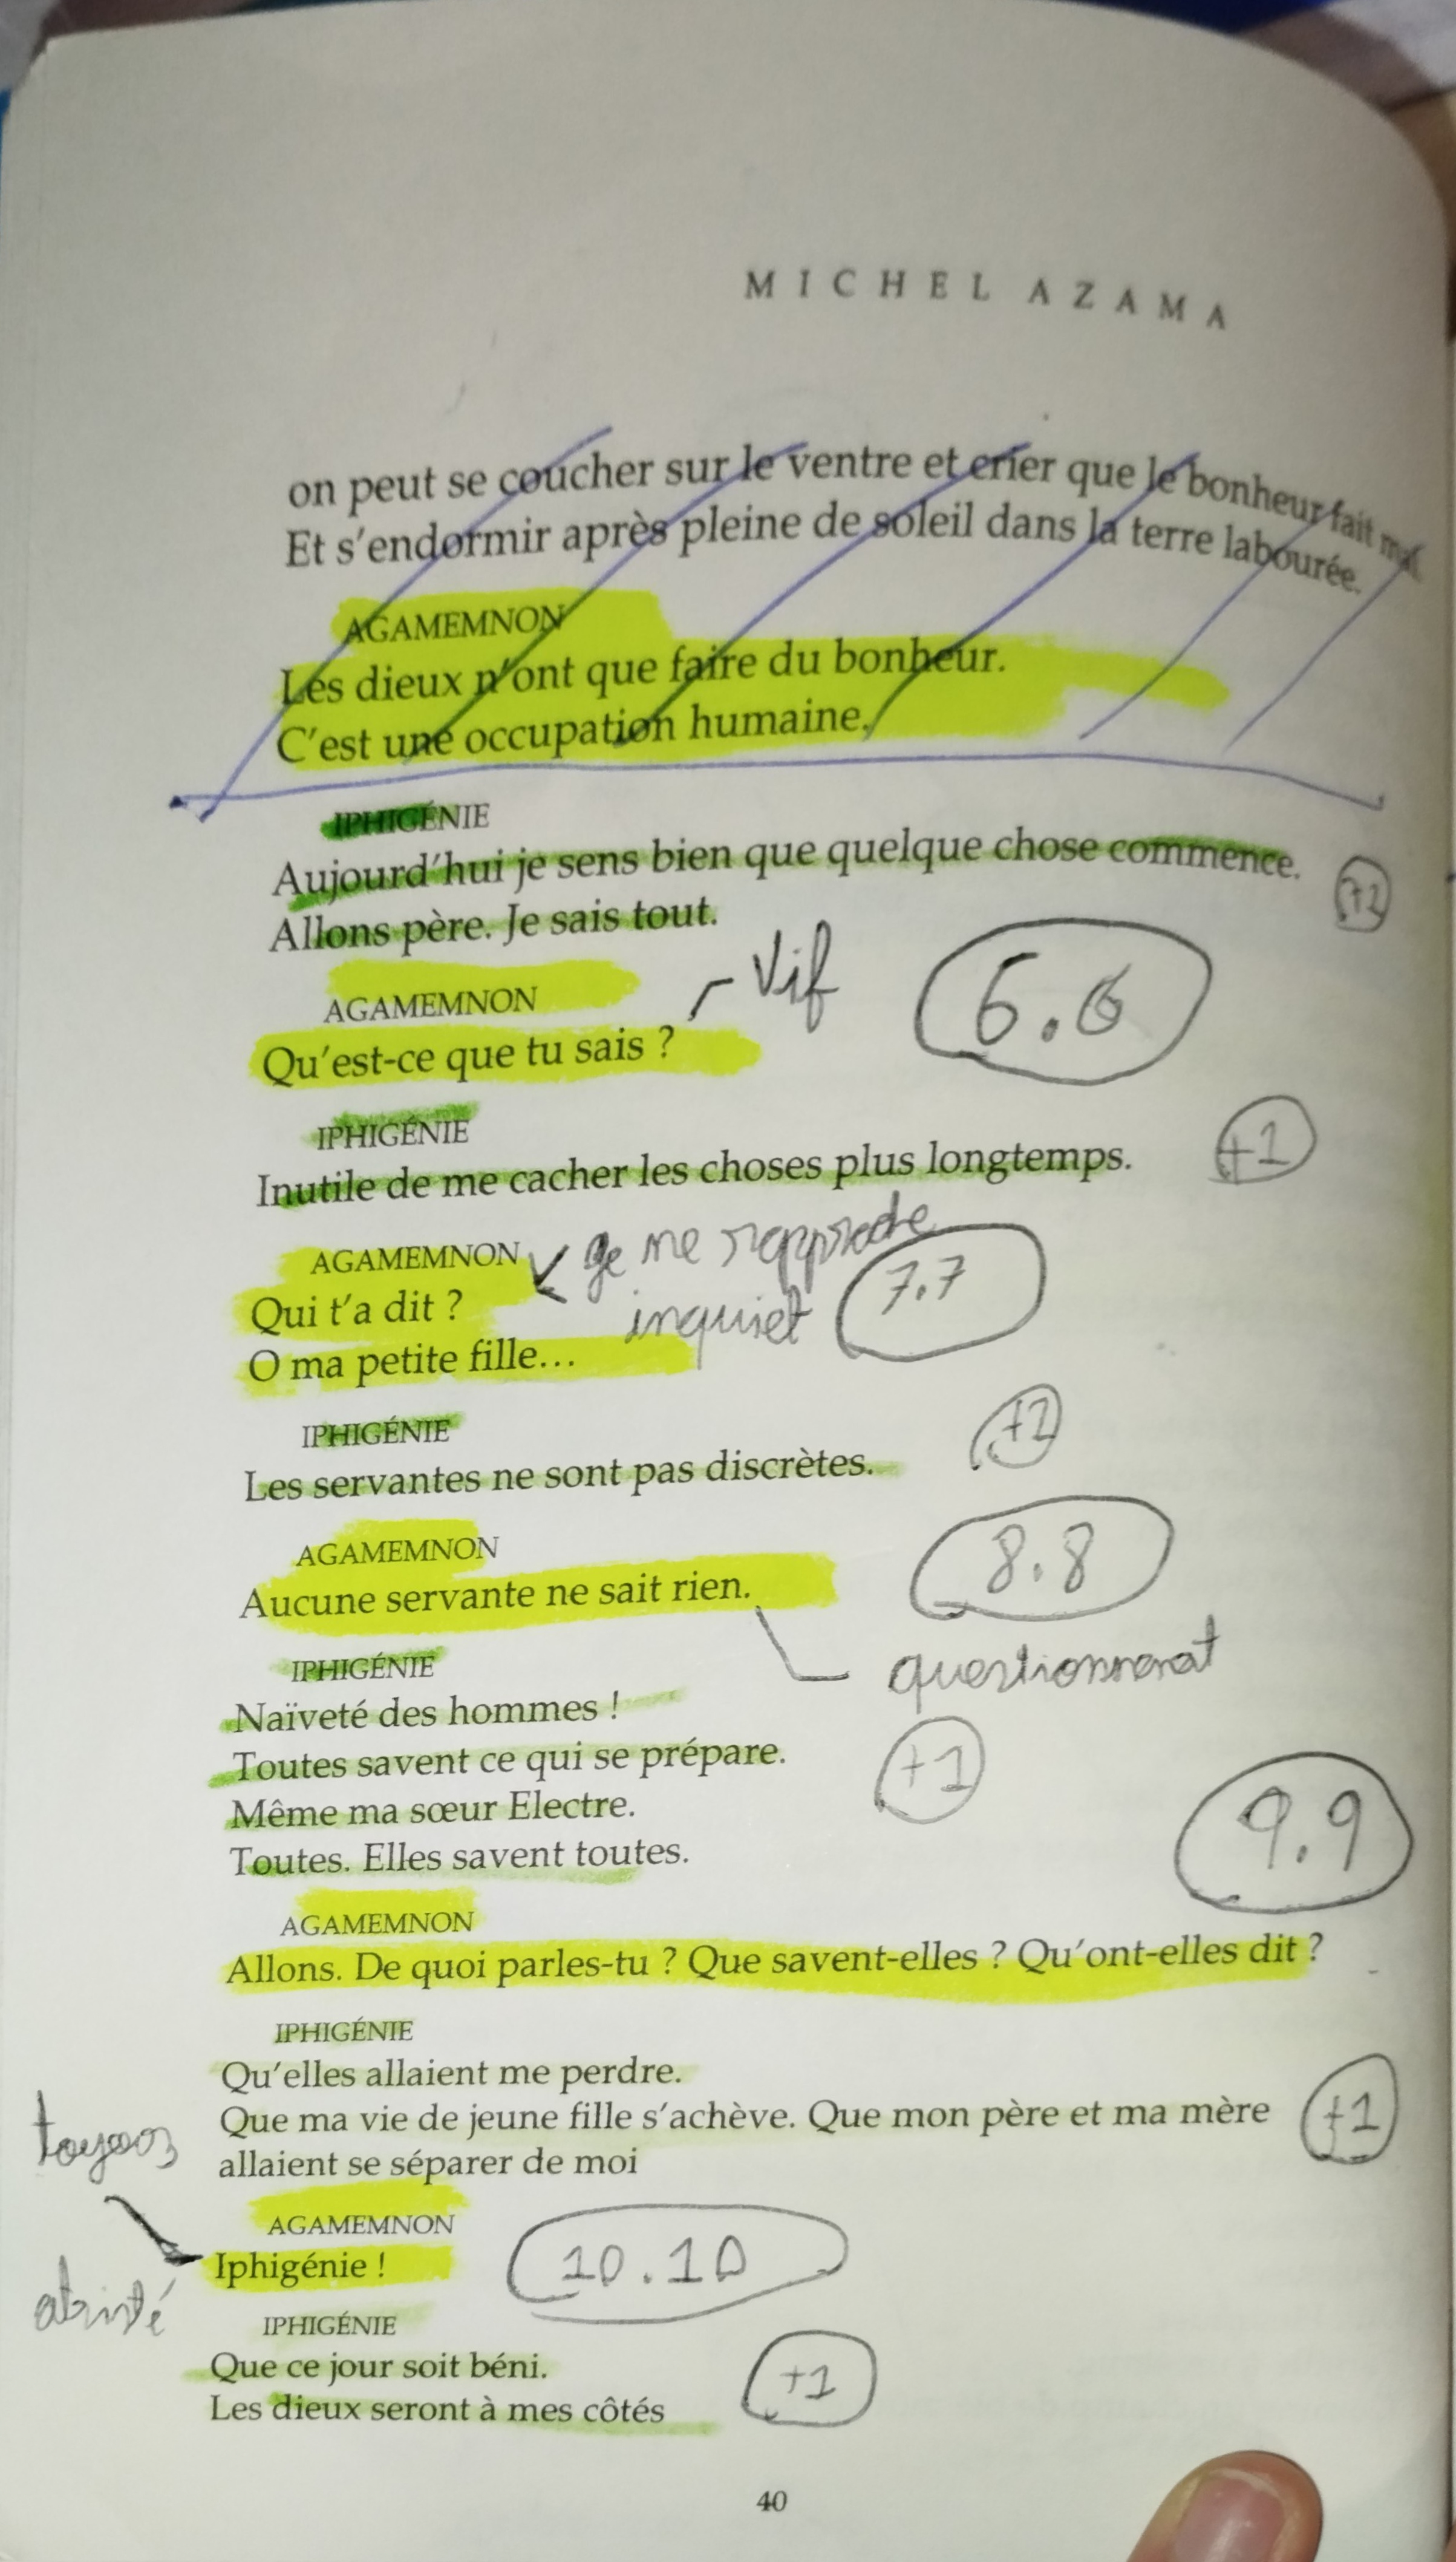 MICHEL AZAMA
on peut se coucher sur le ventre et crier que le bonheur fait mal.
Et s'endormir après pleine de soleil dans la terre labourée.
AGAMEMNON
Les dieux n'ont que faire du bonheur.
C'est une occupation humaine.
IPHIGÉNIE
Aujourd'hui je sens bien que quelque chose commence.
Allons père. Je sais tout.
+1
Vif
6.6
AGAMEMNON
Qu'est-ce que tu sais ?
IPHIGÉNIE
Inutile de me cacher les choses plus longtemps.
+1
AGAMEMNON
Je me rapproche
inquiet
7.7
Qui t'a dit ?
O ma petite fille...
IPHIGÉNIE
Les servantes ne sont pas discrètes.
+1
AGAMEMNON
Aucune servante ne sait rien.
8.8
questionnant
IPHIGÉNIE
Naïveté des hommes !
Toutes savent ce qui se prépare.
+1
Même ma sœur Electre.
Toutes. Elles savent toutes.
9.9
AGAMEMNON
Allons. De quoi parles-tu ? Que savent-elles ? Qu'ont-elles dit ?
IPHIGÉNIE
Qu'elles allaient me perdre.
Que ma vie de jeune fille s'achève. Que mon père et ma mère
allaient se séparer de moi
+1
AGAMEMNON
Iphigénie !
10.10
IPHIGÉNIE
Que ce jour soit béni.
Les dieux seront à mes côtés
+1
40